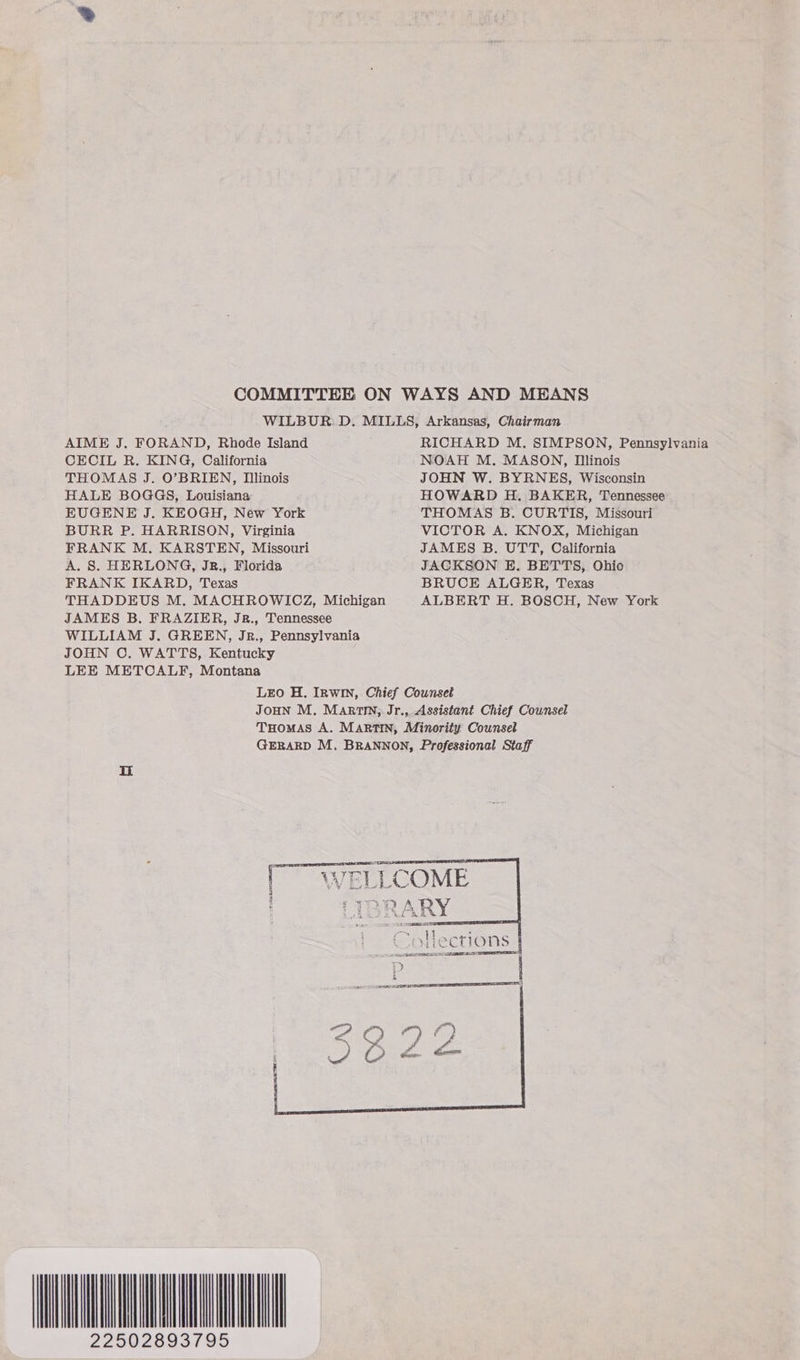 COMMITTEE ON WAYS AND MEANS
WILBUR D. MILLS, Arkansas, Chairman
AIME J. FORAND, Rhode Island
CECIL R. KING, California
THOMAS J. O'BRIEN, Illinois
HALE BOGGS, Louisiana
EUGENE J. KEOGH, New York
BURR P. HARRISON, Virginia
FRANK M. KARSTEN, Missouri
A. S. HERLONG, JR., Florida
FRANK IKARD, Texas
THADDEUS M. MACHROWICZ, Michigan
JAMES B. FRAZIER, JR., Tennessee
WILLIAM J. GREEN, JR., Pennsylvania
JOHN C. WATTS, Kentucky
LEE METCALF, Montana
RICHARD M. SIMPSON, Pennsylvania
NOAH M. MASON, Illinois
JOHN W. BYRNES, Wisconsin
HOWARD H. BAKER, Tennessee
THOMAS B. CURTIS, Missouri
VICTOR A. KNOX, Michigan
JAMES B. UTT, California
JACKSON E. BETTS, Ohio
BRUCE ALGER, Texas
ALBERT H. BOSCH, New York
LEO H. IRWIN, Chief Counsel
JOHN M. MARTIN, Jr., Assistant Chief Counsel
THOMAS A. MARTIN, Minority Counsel
GERARD M. BRANNON, Professional Staff
II
WELLCOME
LIBRARY
Collections
P
3822
22502893795